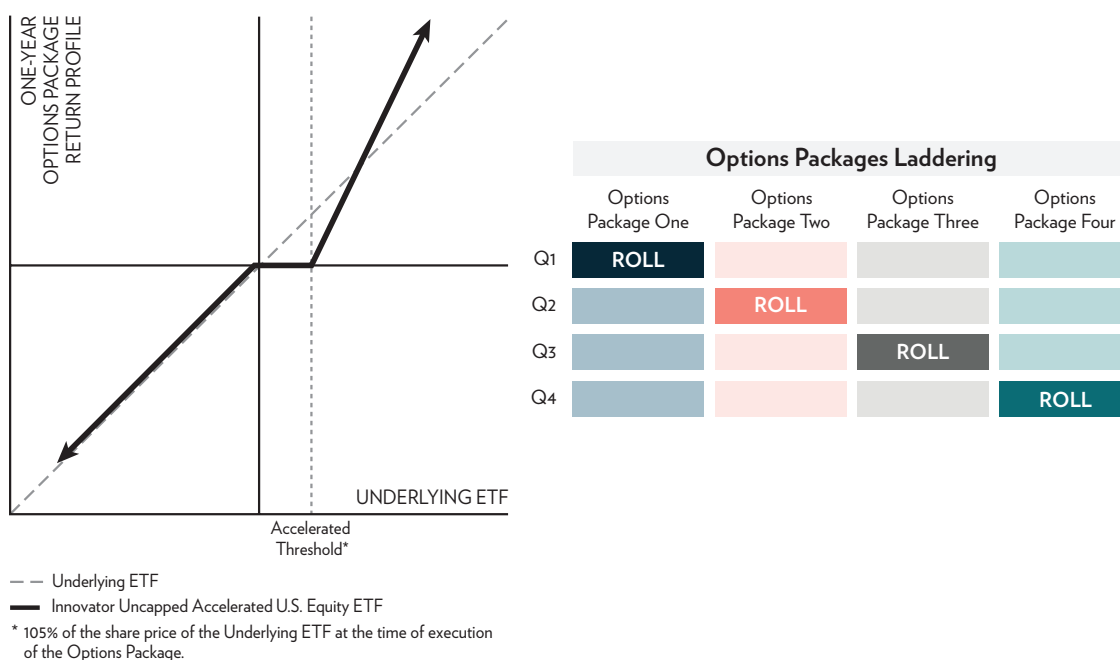 ONE-YEAR
OPTIONS PACKAGE
RETURN PROFILE
UNDERLYING ETF
Accelerated
Threshold*
Underlying ETF
Innovator Uncapped Accelerated U.S. Equity ETF
* 105% of the share price of the Underlying ETF at the time of execution
of the Options Package.
Options Packages Laddering
Options Package One
Options Package Two
Options Package Three
Options Package Four
Q1 ROLL
Q2 ROLL
Q3 ROLL
Q4 ROLL